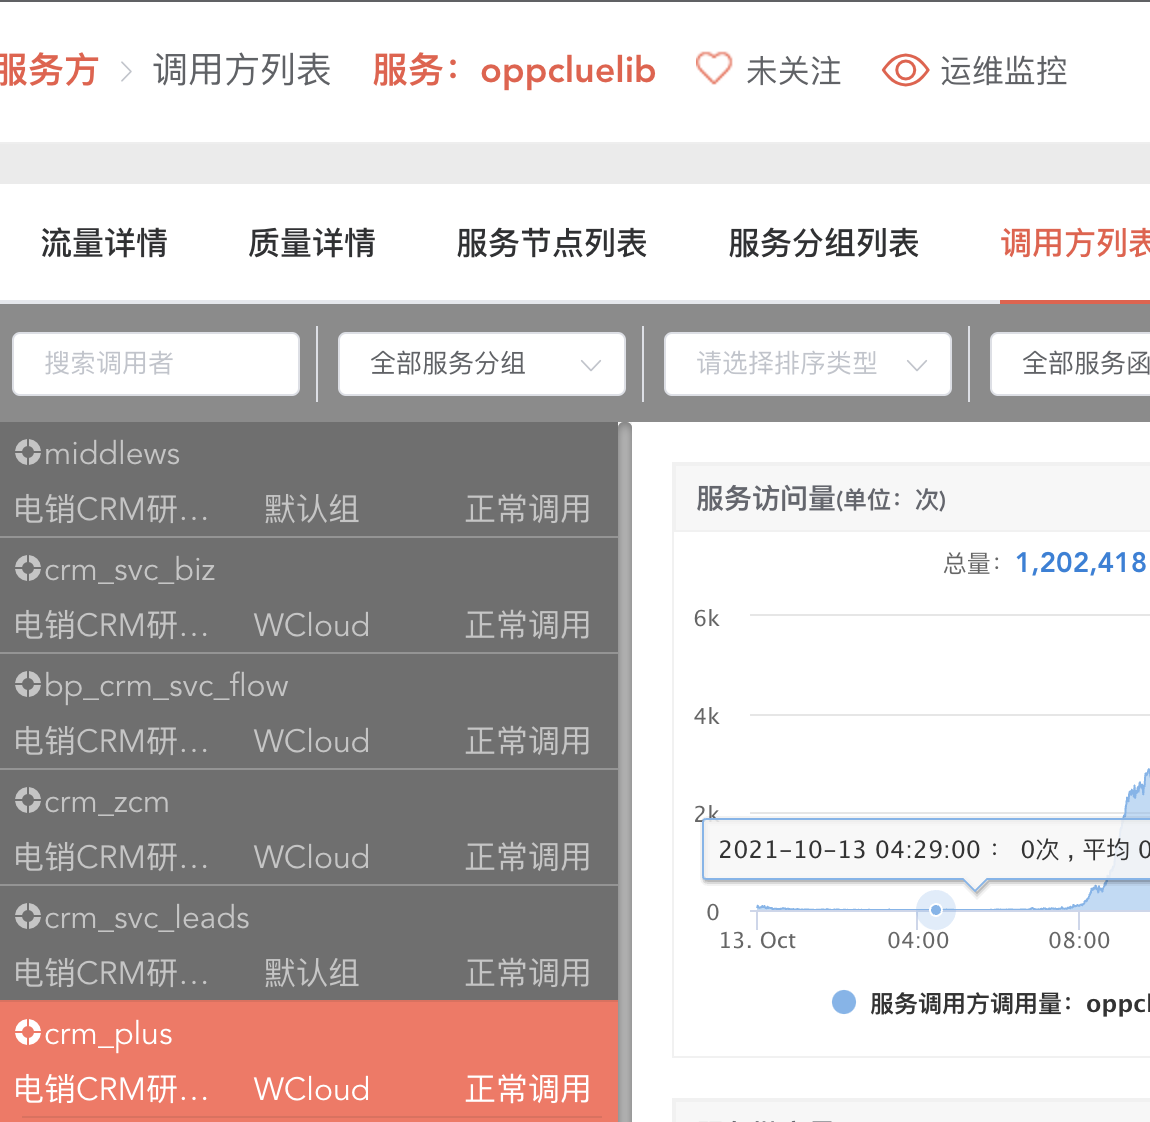 服务方 > 调用方列表 服务：oppcluelib 未关注 运维监控
流量详情 质量详情 服务节点列表 服务分组列表 调用方列表
搜索调用者 全部服务分组 请选择排序类型 全部服务函
middlews
电销CRM研... 默认组 正常调用
crm_svc_biz
电销CRM研... WCloud 正常调用
bp_crm_svc_flow
电销CRM研... WCloud 正常调用
crm_zcm
电销CRM研... WCloud 正常调用
crm_svc_leads
电销CRM研... 默认组 正常调用
crm_plus
电销CRM研... WCloud 正常调用
服务访问量(单位：次)
总量：1,202,418
6k
4k
2k
2021-10-13 04:29:00 : 0次 , 平均 0
0
13. Oct 04:00 08:00
服务调用方调用量：oppcl